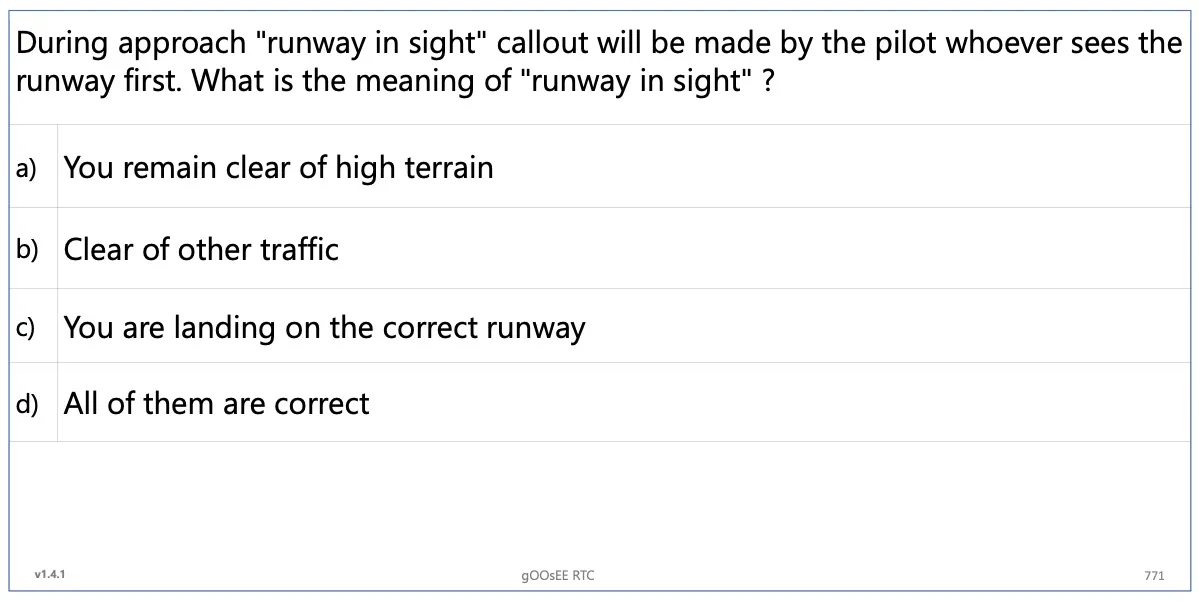 During approach "runway in sight" callout will be made by the pilot whoever sees the
runway first. What is the meaning of "runway in sight" ?
a) You remain clear of high terrain
b) Clear of other traffic
c) You are landing on the correct runway
d) All of them are correct
v1.4.1 gOOsEE RTC 771